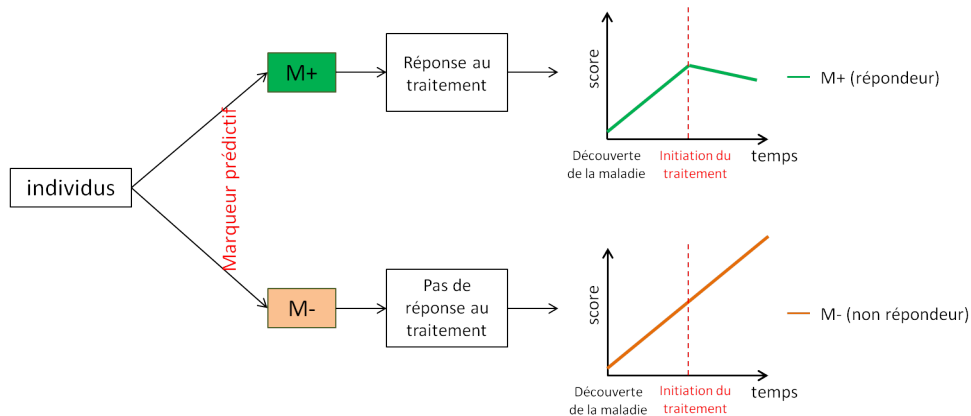 individus
Marqueur prédictif
M+
Réponse au
traitement
score
Découverte
de la maladie
Initiation du
traitement
temps
M+ (répondeur)
M-
Pas de
réponse au
traitement
score
Découverte
de la maladie
Initiation du
traitement
temps
M- (non répondeur)